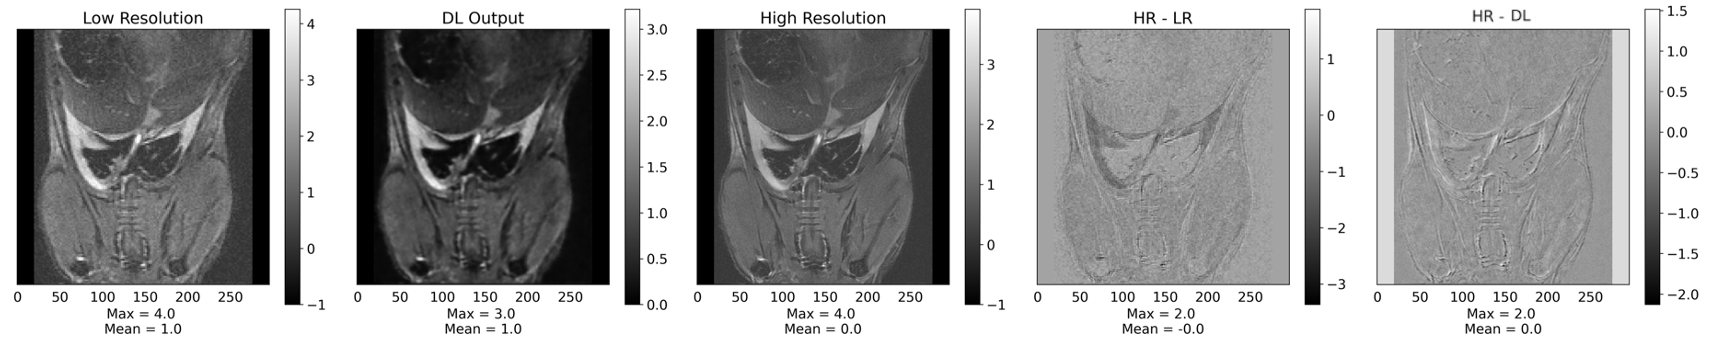 Low Resolution
4
3
2
1
0
−1
0 50 100 150 200 250
Max = 4.0
Mean = 1.0
DL Output
3.0
2.5
2.0
1.5
1.0
0.5
0.0
0 50 100 150 200 250
Max = 3.0
Mean = 1.0
High Resolution
3
2
1
0
−1
0 50 100 150 200 250
Max = 4.0
Mean = 0.0
HR - LR
1
0
−1
−2
−3
0 50 100 150 200 250
Max = 2.0
Mean = -0.0
HR - DL
1.5
1.0
0.5
0.0
−0.5
−1.0
−1.5
−2.0
0 50 100 150 200 250
Max = 2.0
Mean = 0.0